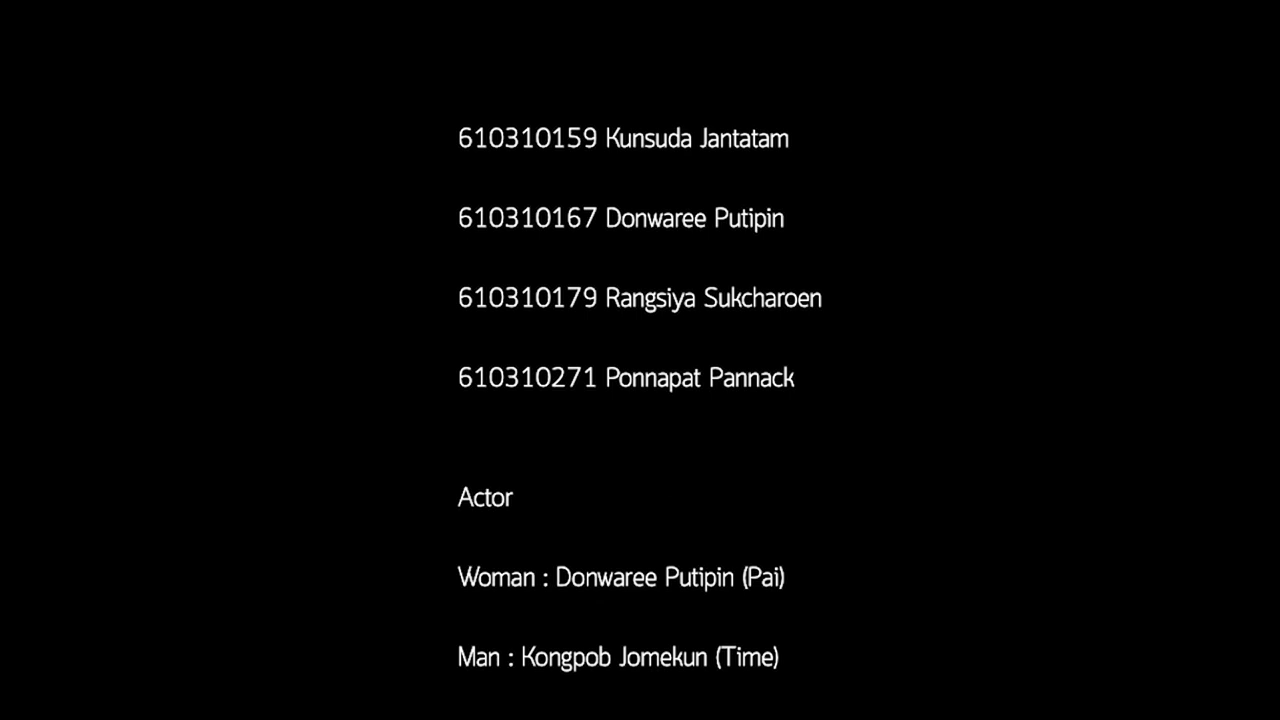 610310159 Kunsuda Jantatam
610310167 Donwaree Putipin
610310179 Rangsiya Sukcharoen
610310271 Ponnapat Pannack
Actor
Woman : Donwaree Putipin (Pai)
Man : Kongpob Jomekun (Time)